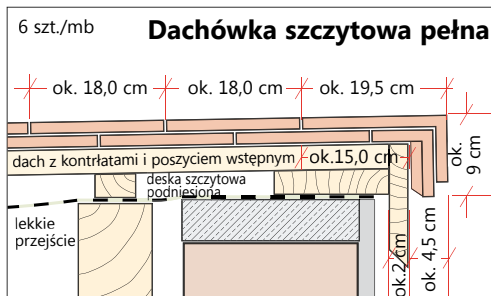 6 szt./mb
Dachówka szczytowa pełna
ok. 18,0 cm
ok. 18,0 cm
ok. 19,5 cm
dach z kontrłatami i poszyciem wstępnym
ok.15,0 cm
ok.
9 cm
deska szczytowa
podniesiona
lekkie
przejście
ok.2 cm
ok. 4,5 cm